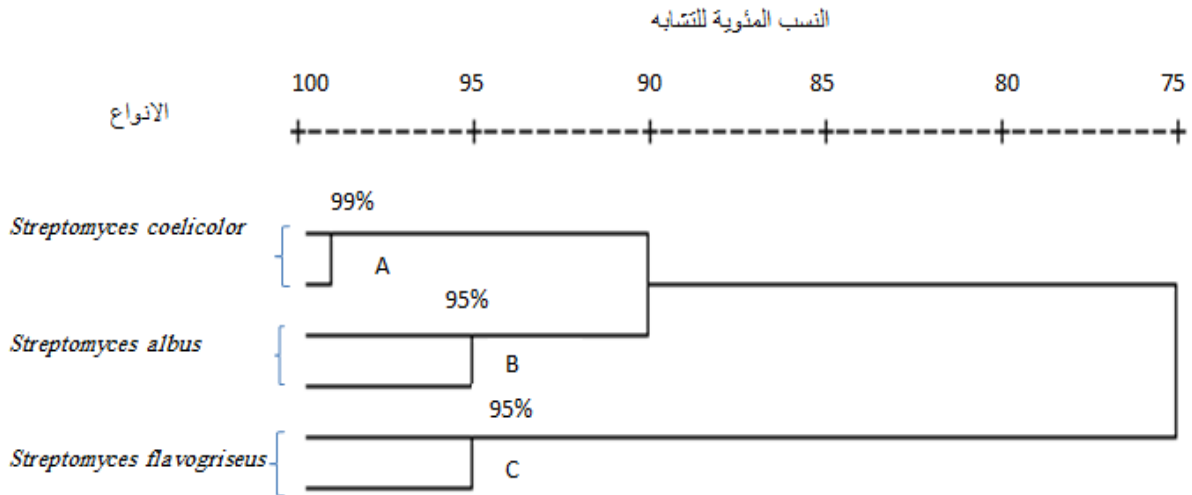 النسب المئوية للتشابه
100 95 90 85 80 75
الانواع
99%
Streptomyces coelicolor
A
95%
Streptomyces albus
B
95%
Streptomyces flavogriseus
C